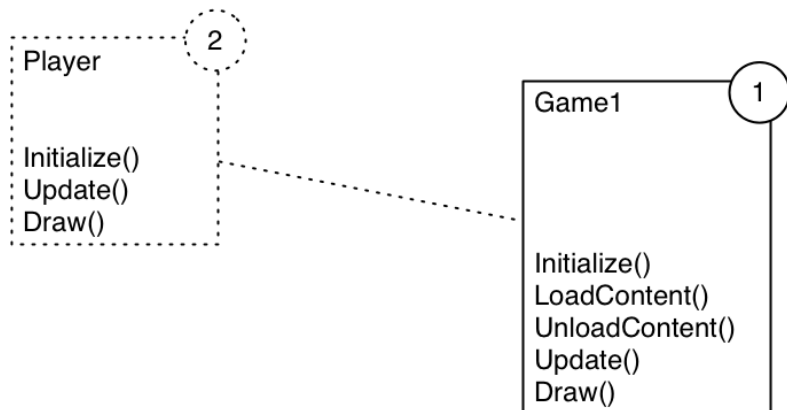 2
Player
Initialize()
Update()
Draw()
1
Game1
Initialize()
LoadContent()
UnloadContent()
Update()
Draw()